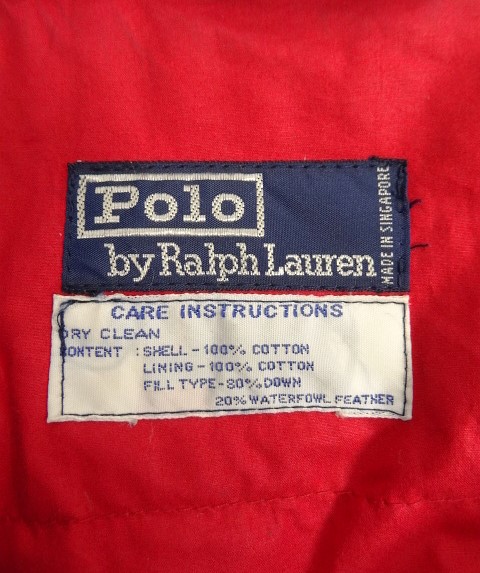 Polo
by Ralph Lauren
MADE IN SINGAPORE
CARE INSTRUCTIONS
DRY CLEAN
CONTENT : SHELL - 100% COTTON
LINING - 100% COTTON
FILL TYPE - 80% DOWN
20% WATERFOWL FEATHER